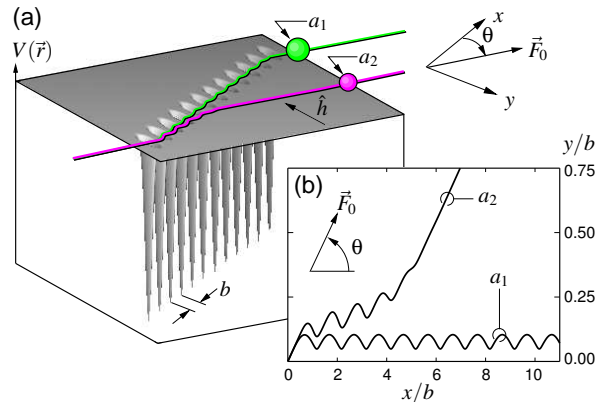 (a)
V(r⃗)
a₁
a₂
ĥ
b
x
θ
F⃗₀
y
(b)
y/b
0.75
0.50
0.25
0.00
F⃗₀
θ
a₂
a₁
0 2 4 6 8 10
x/b